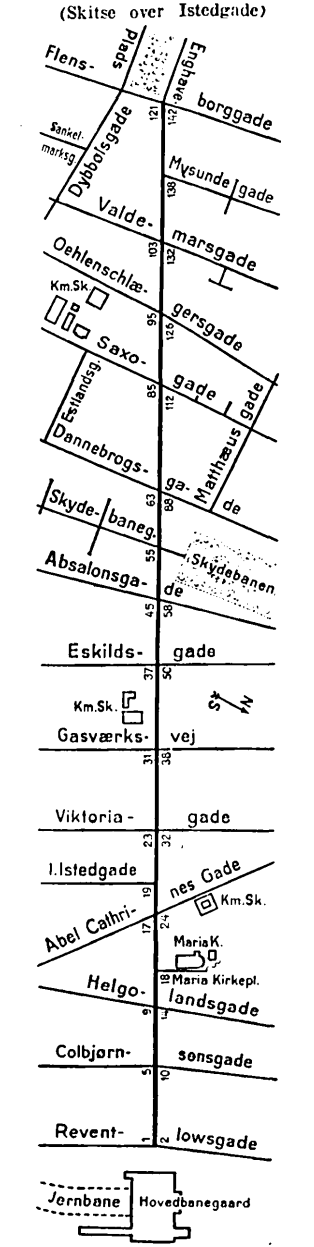 (Skitse over Istedgade)
Plads
Enghave.
Flens- borggade
121 142
Dybbølsgade
Sankel-
marksg.
Mysunde gade
138
Valde- marsgade
103 132
Oehlenschlæ- gersgade
Km.Sk.
95 126
Saxo- gade
85 112
Estlandsg.
Matthæus gade
Dannebrogs- ga- de
63 88
Skyde- baneg.
55
Skydebanen
Absalonsga- de
45 58
Eskilds- gade
37 50
Km.Sk.
S N
Gasværks- vej
31 38
Viktoria- gade
23 32
I.Istedgade
19
Abel Cathri- nes Gade
17 24
Km.Sk.
Maria K.
18 Maria Kirkepl.
Helgo- landsgade
9 14
Colbjørn- sensgade
5 10
Revent- lowsgade
1 2
Jernbane Hovedbanegaard